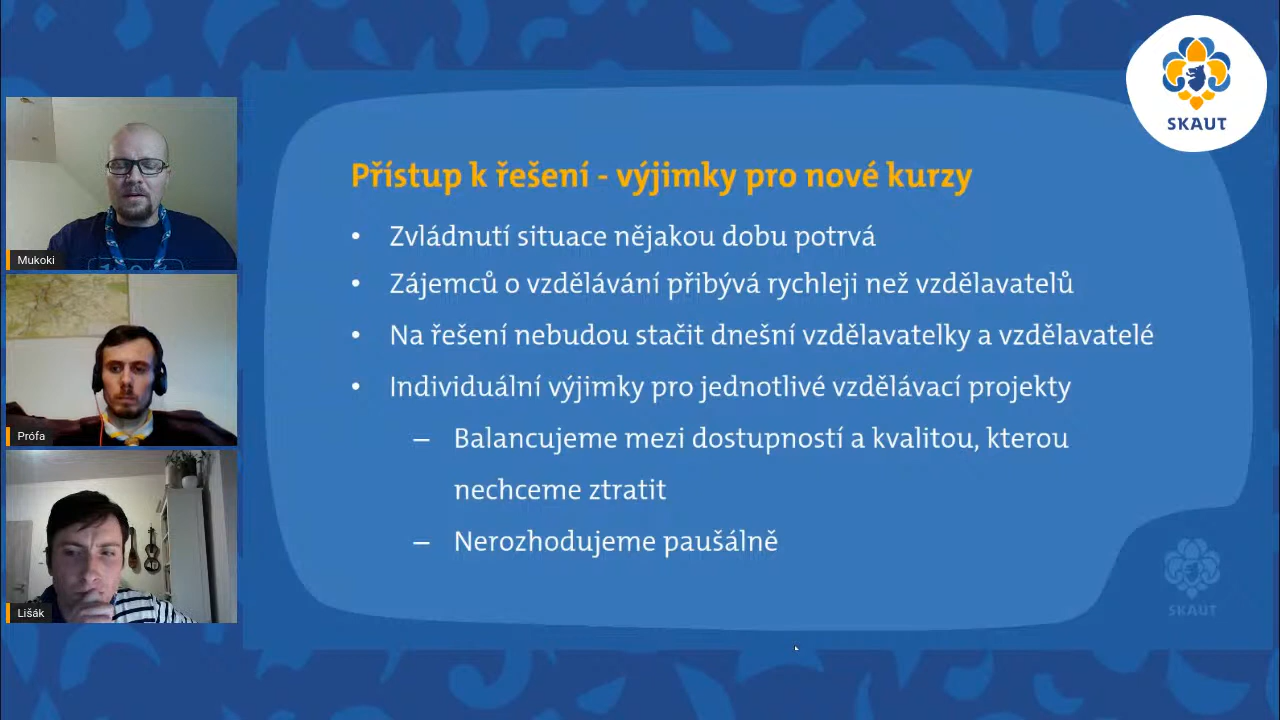 SKAUT
Přístup k řešení - výjimky pro nové kurzy
• Zvládnutí situace nějakou dobu potrvá
• Zájemců o vzdělávání přibývá rychleji než vzdělavatelů
• Na řešení nebudou stačit dnešní vzdělavatelky a vzdělavatelé
• Individuální výjimky pro jednotlivé vzdělávací projekty
– Balancujeme mezi dostupností a kvalitou, kterou
nechceme ztratit
– Nerozhodujeme paušálně
SKAUT
Mukoki
Prófa
Lišák